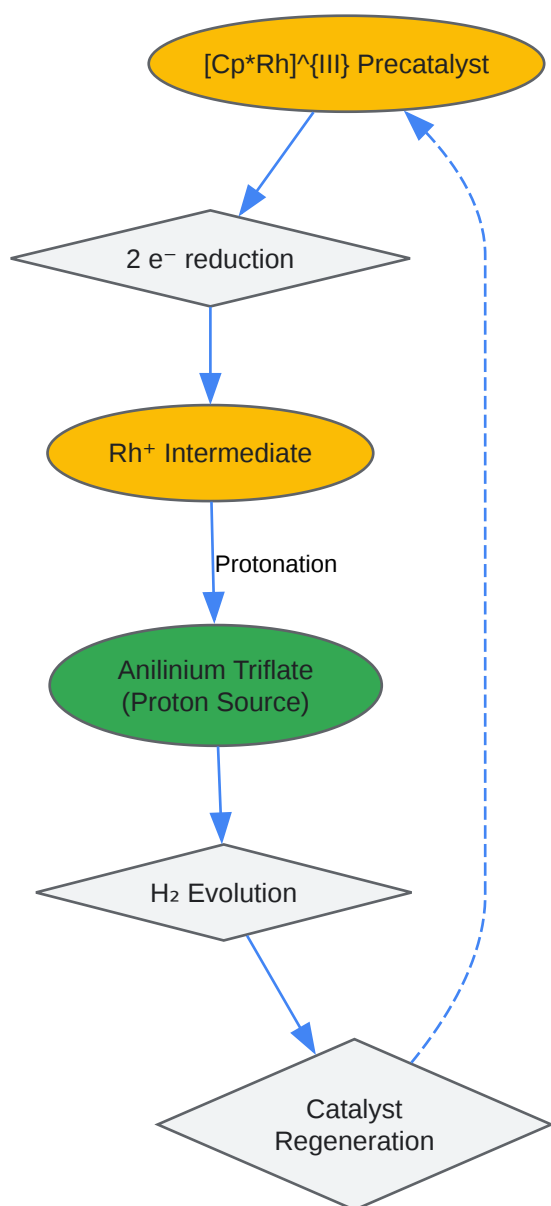 [Cp*Rh]^{III} Precatalyst
2 e⁻ reduction
Rh⁺ Intermediate
Protonation
Anilinium Triflate
(Proton Source)
H₂ Evolution
Catalyst
Regeneration